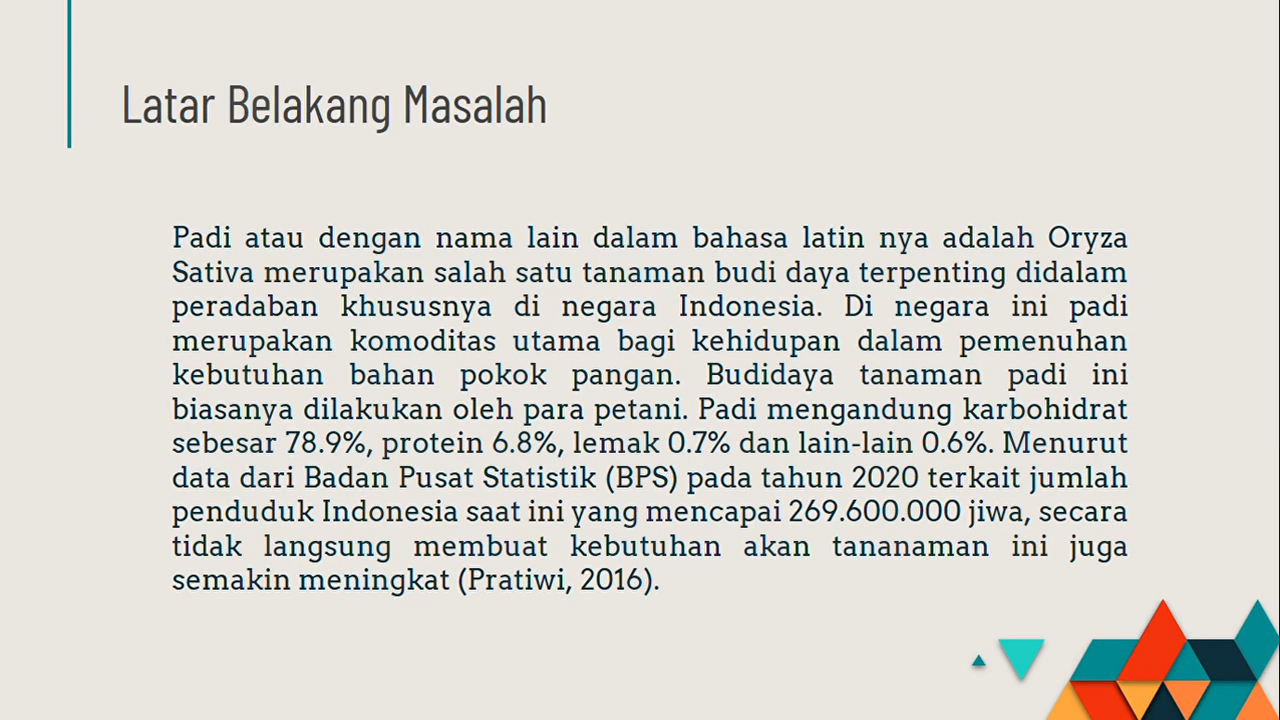 Latar Belakang Masalah
Padi atau dengan nama lain dalam bahasa latin nya adalah Oryza
Sativa merupakan salah satu tanaman budi daya terpenting didalam
peradaban khususnya di negara Indonesia. Di negara ini padi
merupakan komoditas utama bagi kehidupan dalam pemenuhan
kebutuhan bahan pokok pangan. Budidaya tanaman padi ini
biasanya dilakukan oleh para petani. Padi mengandung karbohidrat
sebesar 78.9%, protein 6.8%, lemak 0.7% dan lain-lain 0.6%. Menurut
data dari Badan Pusat Statistik (BPS) pada tahun 2020 terkait jumlah
penduduk Indonesia saat ini yang mencapai 269.600.000 jiwa, secara
tidak langsung membuat kebutuhan akan tananaman ini juga
semakin meningkat (Pratiwi, 2016).